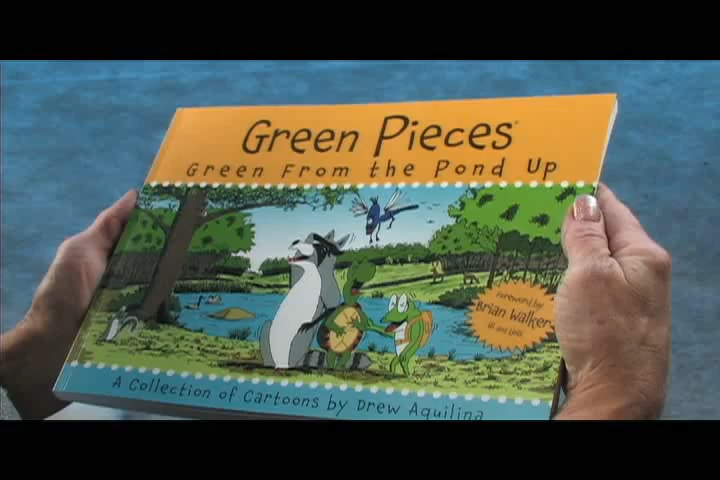 Green Pieces
Green From the Pond Up
Foreword by
Brian Walker
A Collection of Cartoons by Drew Aquilina